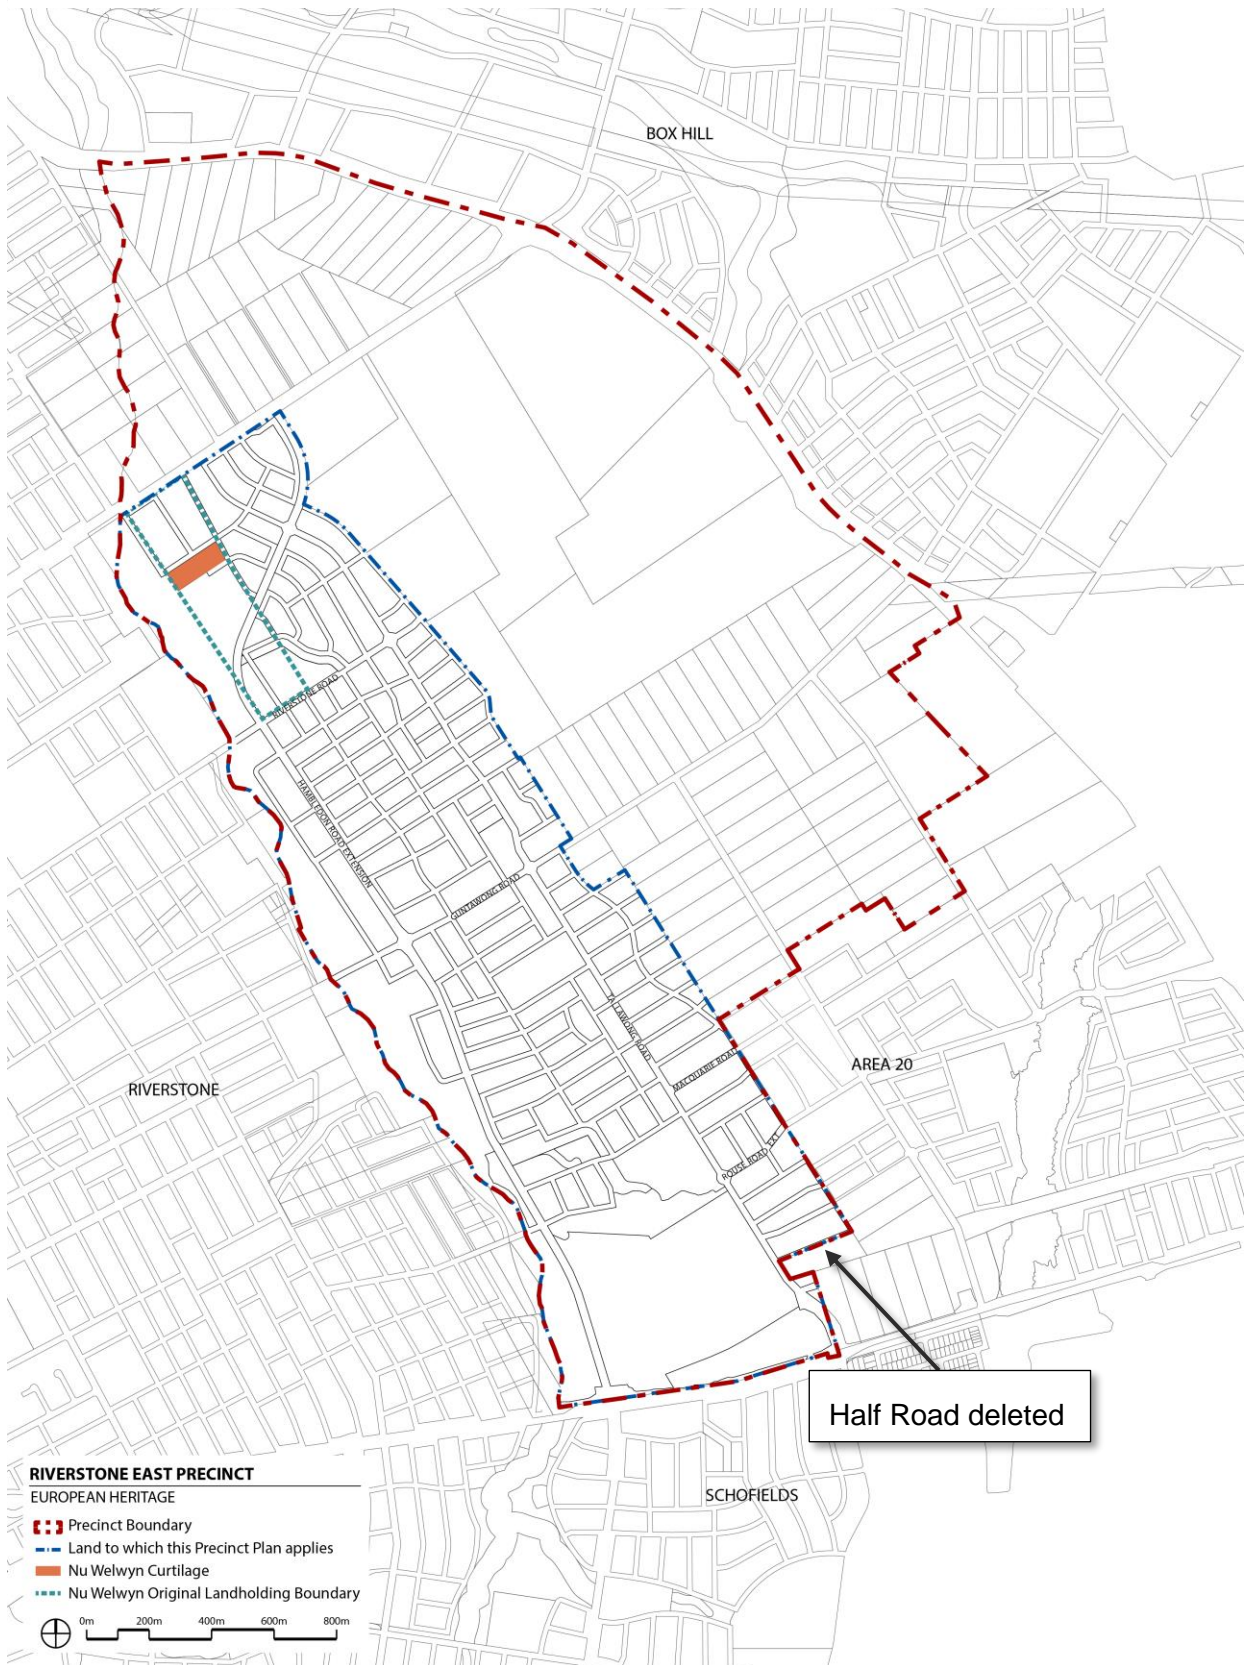 BOX HILL
RIVERSTONE ROAD
HAMBLEDON ROAD EXTENSION
GUNTAWONG ROAD
TALLAWONG ROAD
MACQUARIE ROAD
AREA 20
RIVERSTONE
ROUSE ROAD EXT
Half Road deleted
SCHOFIELDS
RIVERSTONE EAST PRECINCT
EUROPEAN HERITAGE
Precinct Boundary
Land to which this Precinct Plan applies
Nu Welwyn Curtilage
Nu Welwyn Original Landholding Boundary
0m 200m 400m 600m 800m